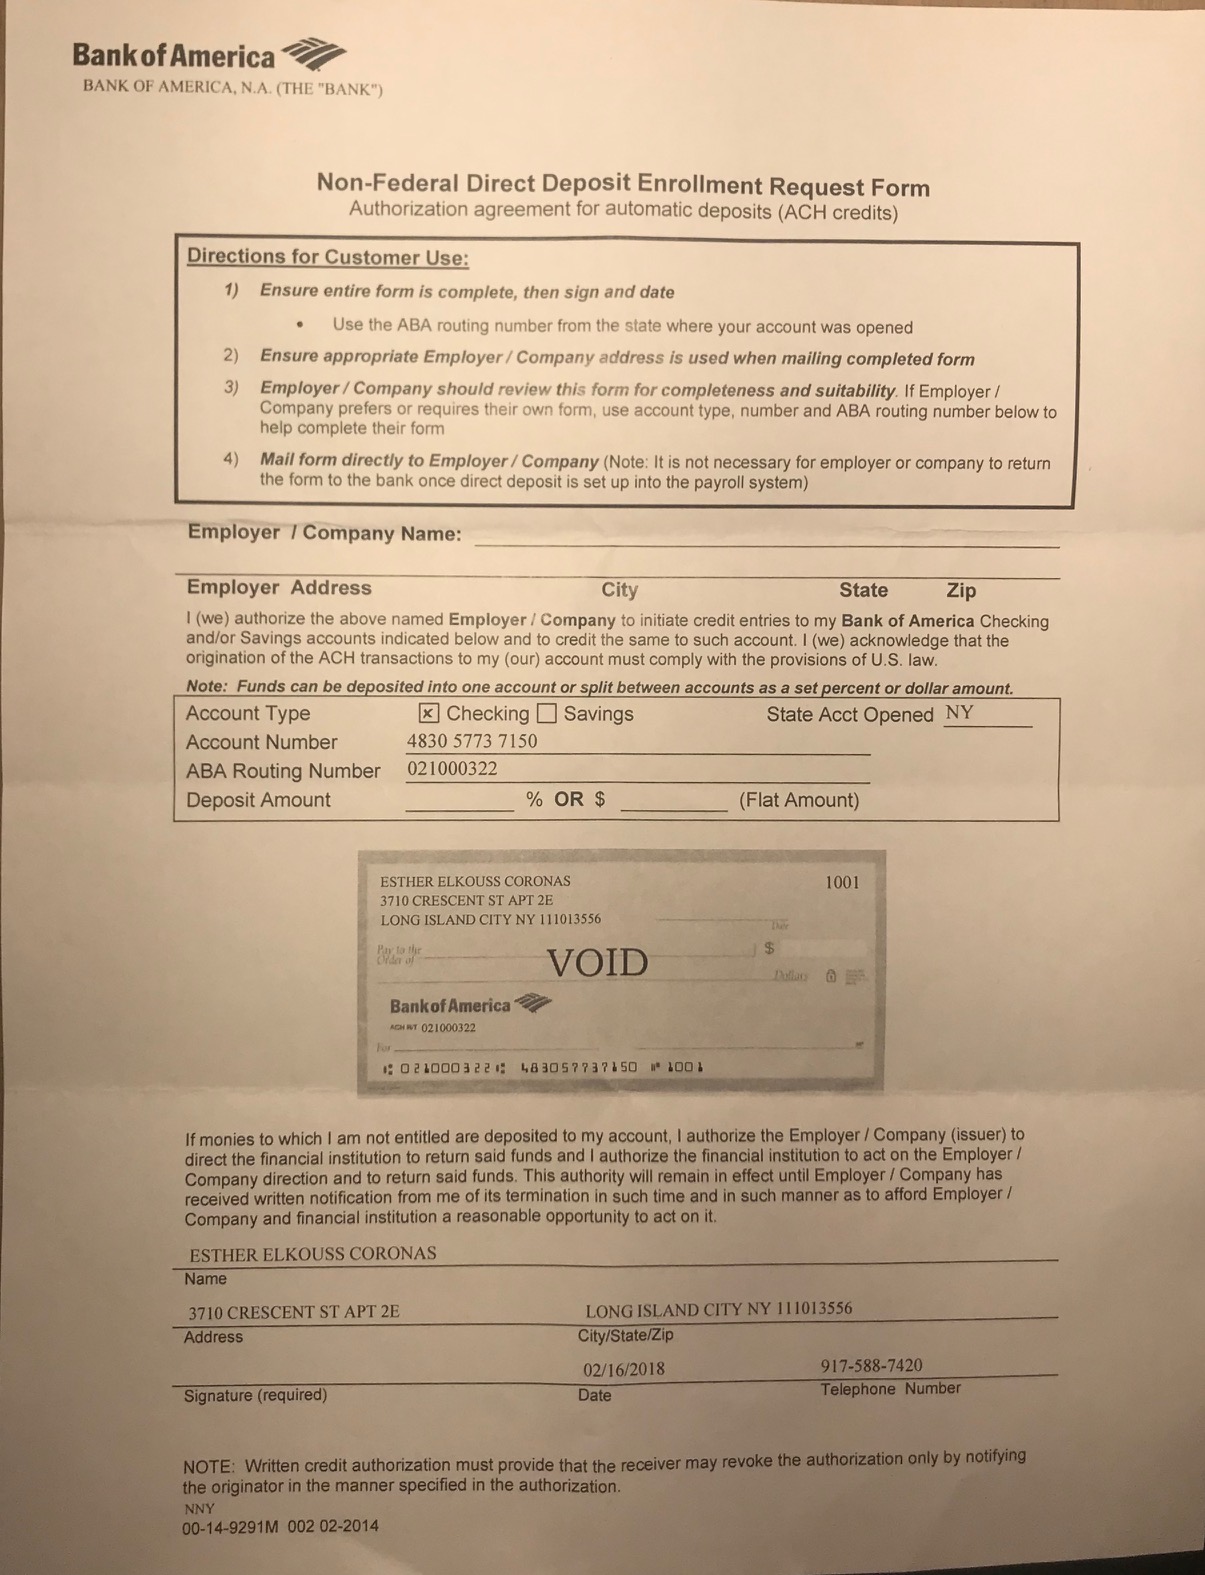 Bank of America
BANK OF AMERICA, N.A. (THE "BANK")
Non-Federal Direct Deposit Enrollment Request Form
Authorization agreement for automatic deposits (ACH credits)
Directions for Customer Use:
1) Ensure entire form is complete, then sign and date
• Use the ABA routing number from the state where your account was opened
2) Ensure appropriate Employer / Company address is used when mailing completed form
3) Employer / Company should review this form for completeness and suitability. If Employer /
Company prefers or requires their own form, use account type, number and ABA routing number below to
help complete their form
4) Mail form directly to Employer / Company (Note: It is not necessary for employer or company to return
the form to the bank once direct deposit is set up into the payroll system)
Employer / Company Name:
Employer Address City State Zip
I (we) authorize the above named Employer / Company to initiate credit entries to my Bank of America Checking
and/or Savings accounts indicated below and to credit the same to such account. I (we) acknowledge that the
origination of the ACH transactions to my (our) account must comply with the provisions of U.S. law.
Note: Funds can be deposited into one account or split between accounts as a set percent or dollar amount.
Account Type x Checking Savings State Acct Opened NY
Account Number 4830 5773 7150
ABA Routing Number 021000322
Deposit Amount % OR $ (Flat Amount)
ESTHER ELKOUSS CORONAS 1001
3710 CRESCENT ST APT 2E
LONG ISLAND CITY NY 111013556
Date
Pay to the
Order of VOID $
Dollars
Bank of America
ACH R/T 021000322
For
⑆021000322⑆ 483057737150 ⑈1001
If monies to which I am not entitled are deposited to my account, I authorize the Employer / Company (issuer) to
direct the financial institution to return said funds and I authorize the financial institution to act on the Employer /
Company direction and to return said funds. This authority will remain in effect until Employer / Company has
received written notification from me of its termination in such time and in such manner as to afford Employer /
Company and financial institution a reasonable opportunity to act on it.
ESTHER ELKOUSS CORONAS
Name
3710 CRESCENT ST APT 2E LONG ISLAND CITY NY 111013556
Address City/State/Zip
02/16/2018 917-588-7420
Signature (required) Date Telephone Number
NOTE: Written credit authorization must provide that the receiver may revoke the authorization only by notifying
the originator in the manner specified in the authorization.
NNY
00-14-9291M 002 02-2014